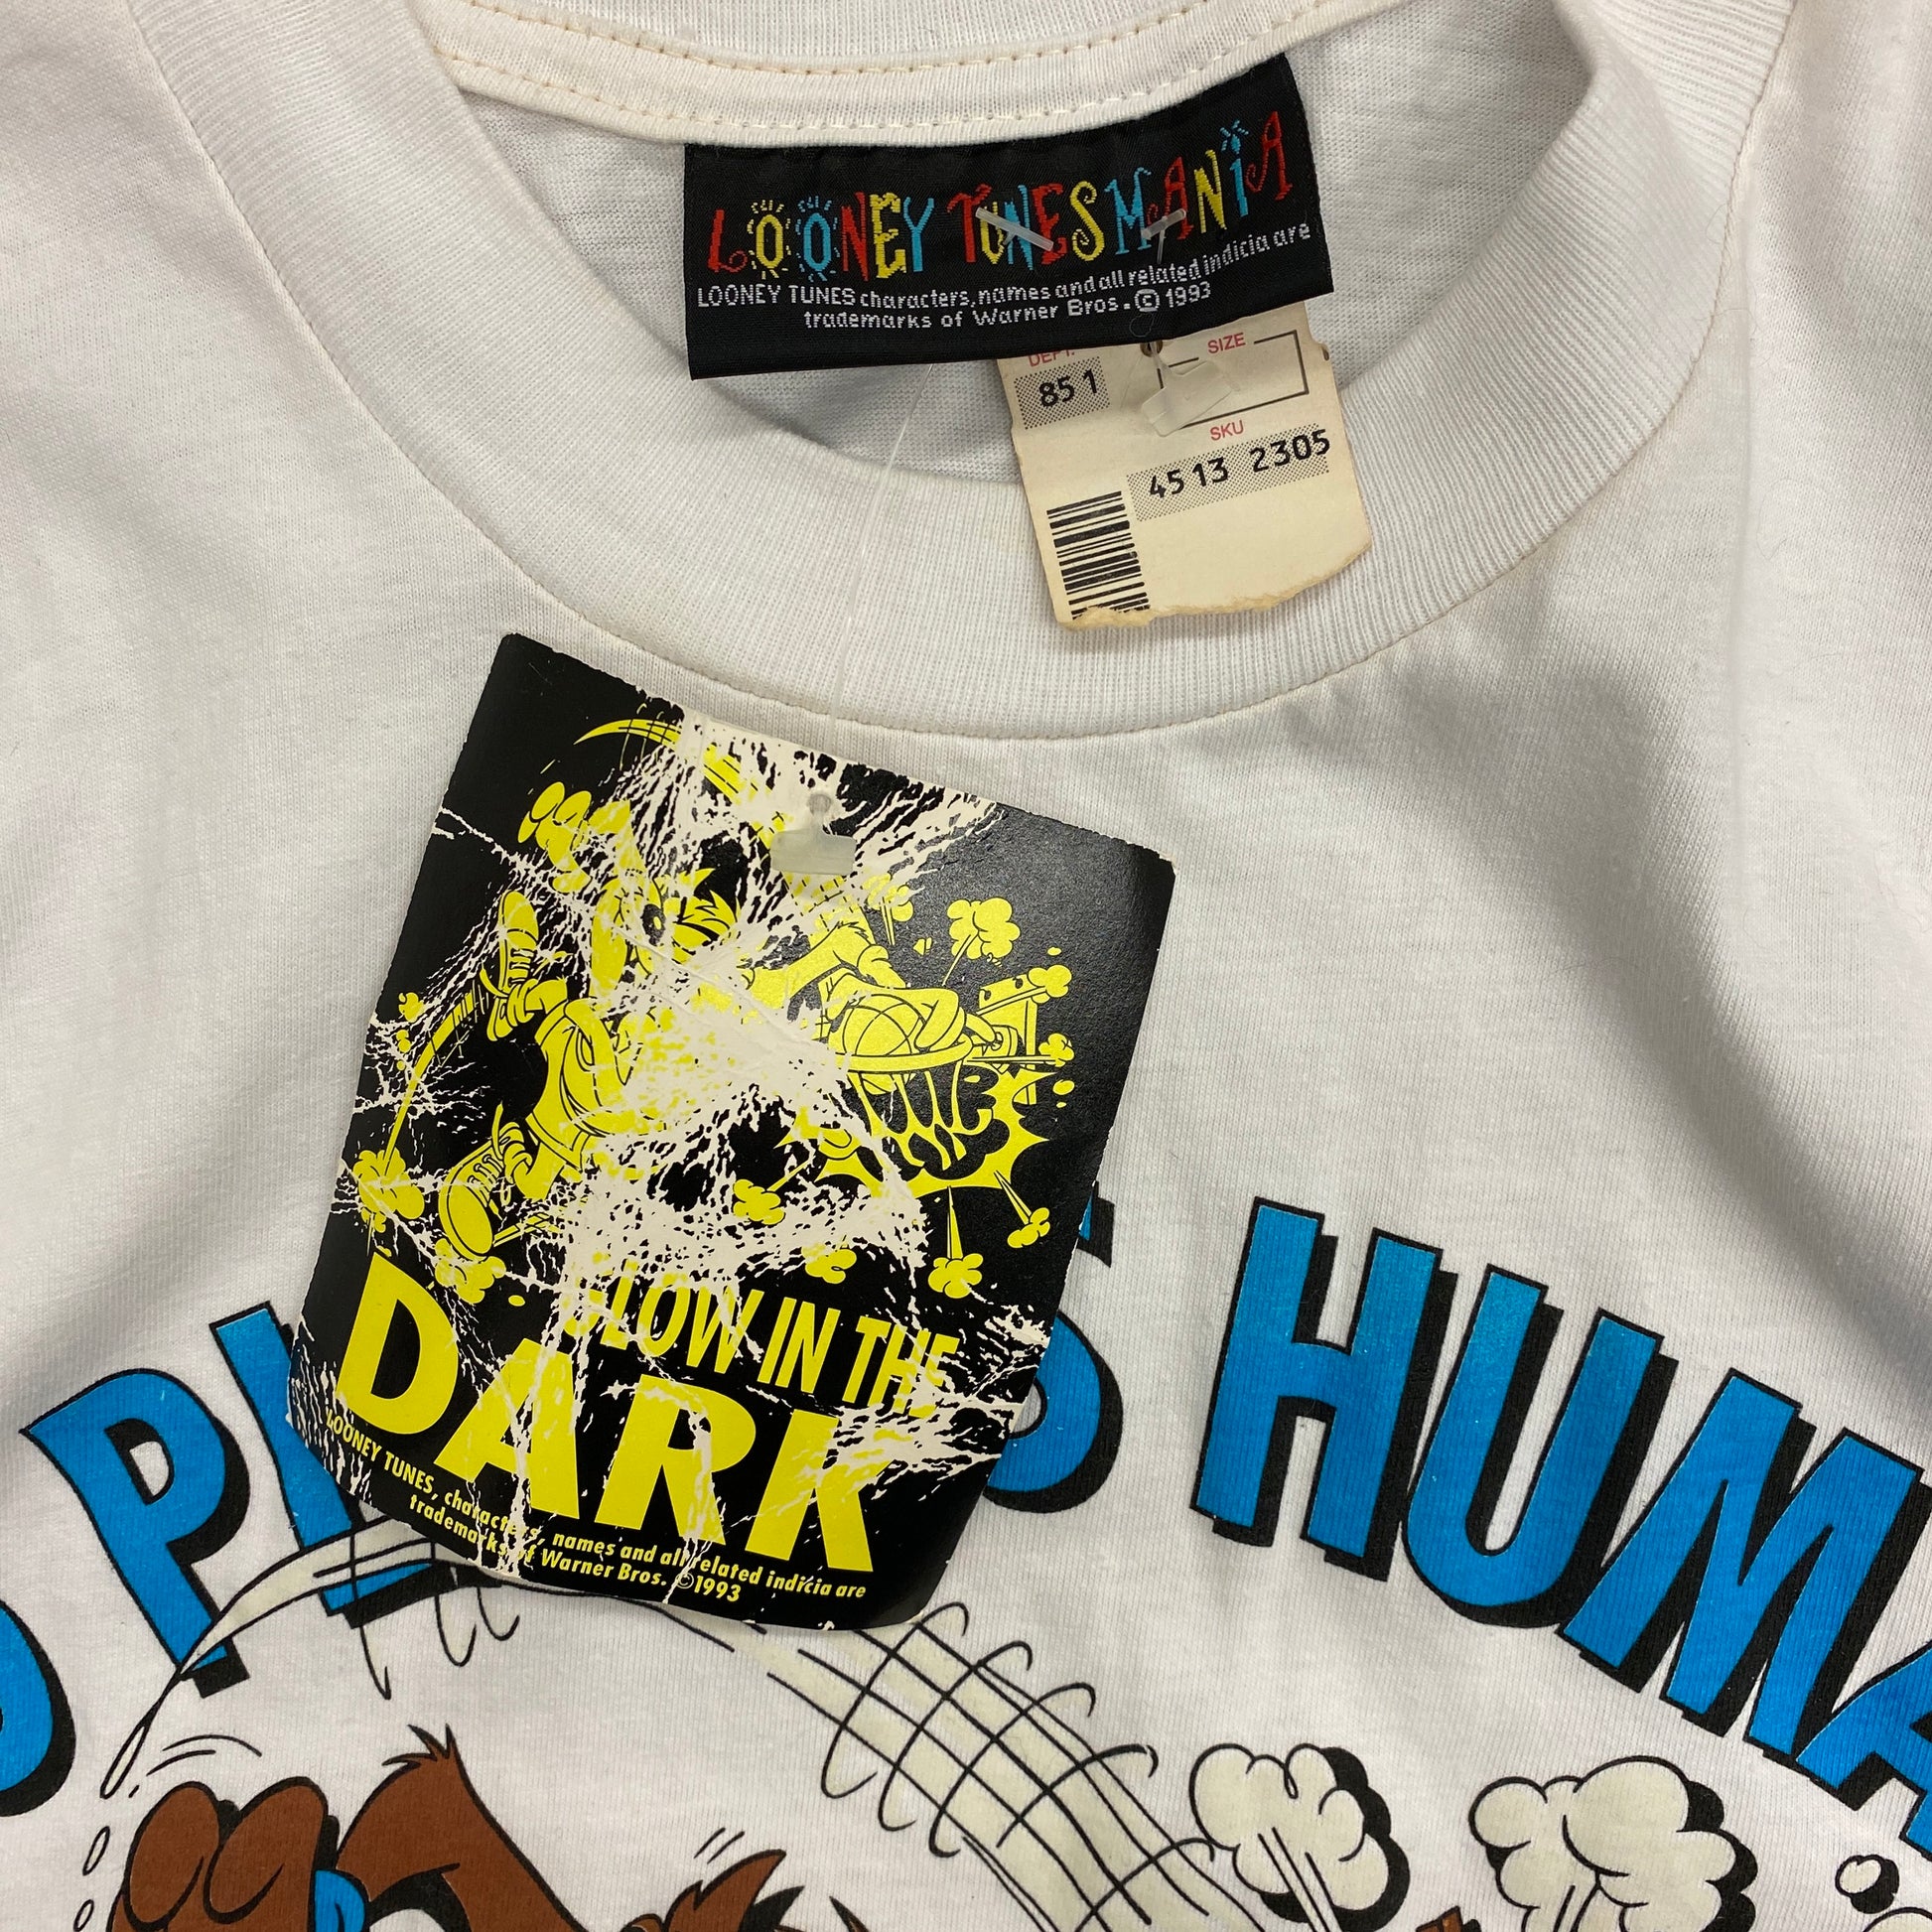 LOONEY TUNES MANiA
LOONEY TUNES characters, names and all related indicia are
trademarks of Warner Bros. © 1993
DEPT.
851
SIZE
SKU
4513 2305
GLOW IN THE
DARK
LOONEY TUNES, characters, names and all related indicia are
trademarks of Warner Bros. ©1993